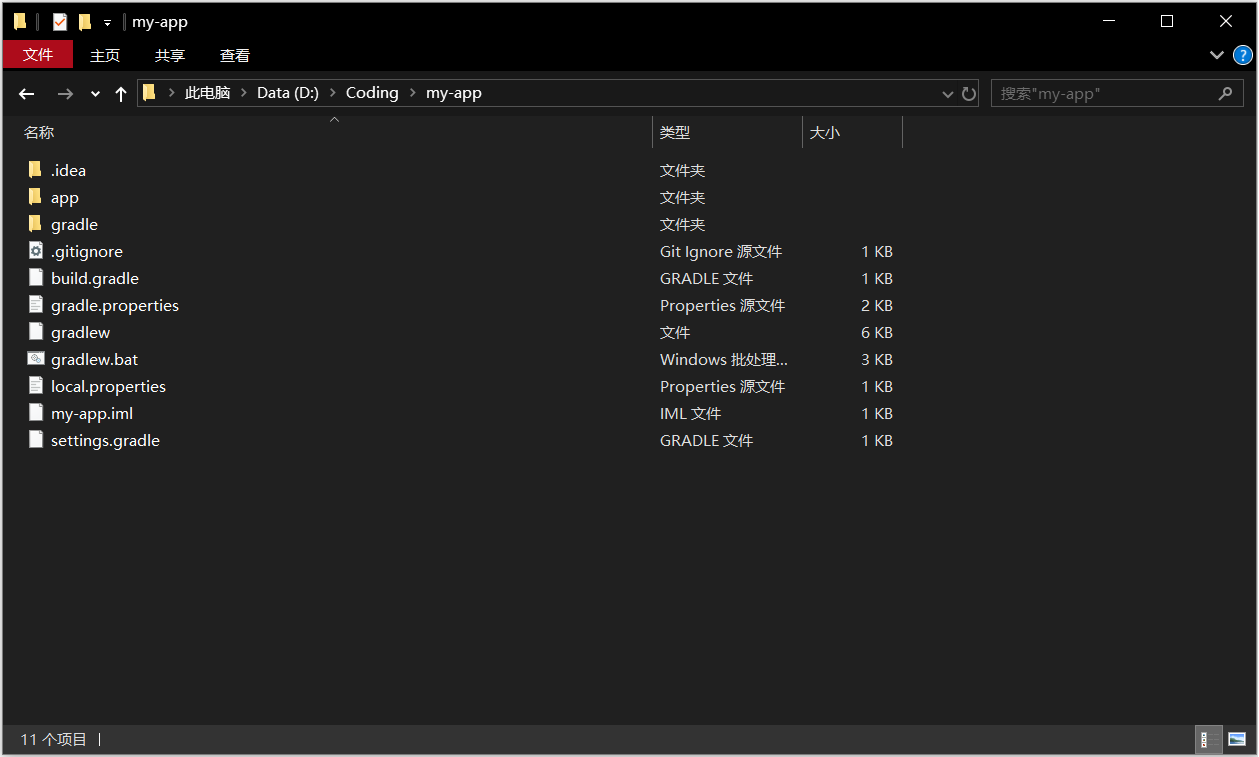 my-app
文件 主页 共享 查看
此电脑 Data (D:) Coding my-app 搜索"my-app"
名称 类型 大小
.idea 文件夹
app 文件夹
gradle 文件夹
.gitignore Git Ignore 源文件 1 KB
build.gradle GRADLE 文件 1 KB
gradle.properties Properties 源文件 2 KB
gradlew 文件 6 KB
gradlew.bat Windows 批处理... 3 KB
local.properties Properties 源文件 1 KB
my-app.iml IML 文件 1 KB
settings.gradle GRADLE 文件 1 KB
11 个项目